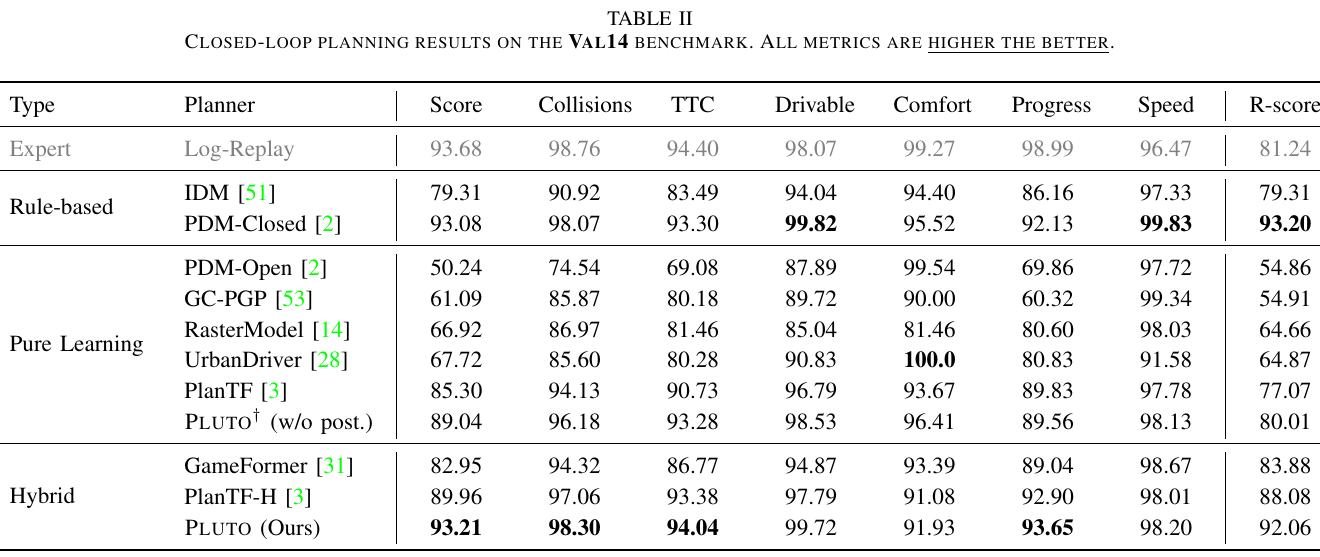 TABLE II
CLOSED-LOOP PLANNING RESULTS ON THE VAL14 BENCHMARK. ALL METRICS ARE HIGHER THE BETTER.
Type Planner Score Collisions TTC Drivable Comfort Progress Speed R-score
Expert Log-Replay 93.68 98.76 94.40 98.07 99.27 98.99 96.47 81.24
Rule-based
IDM [51] 79.31 90.92 83.49 94.04 94.40 86.16 97.33 79.31
PDM-Closed [2] 93.08 98.07 93.30 99.82 95.52 92.13 99.83 93.20
Pure Learning
PDM-Open [2] 50.24 74.54 69.08 87.89 99.54 69.86 97.72 54.86
GC-PGP [53] 61.09 85.87 80.18 89.72 90.00 60.32 99.34 54.91
RasterModel [14] 66.92 86.97 81.46 85.04 81.46 80.60 98.03 64.66
UrbanDriver [28] 67.72 85.60 80.28 90.83 100.0 80.83 91.58 64.87
PlanTF [3] 85.30 94.13 90.73 96.79 93.67 89.83 97.78 77.07
PLUTO† (w/o post.) 89.04 96.18 93.28 98.53 96.41 89.56 98.13 80.01
Hybrid
GameFormer [31] 82.95 94.32 86.77 94.87 93.39 89.04 98.67 83.88
PlanTF-H [3] 89.96 97.06 93.38 97.79 91.08 92.90 98.01 88.08
PLUTO (Ours) 93.21 98.30 94.04 99.72 91.93 93.65 98.20 92.06